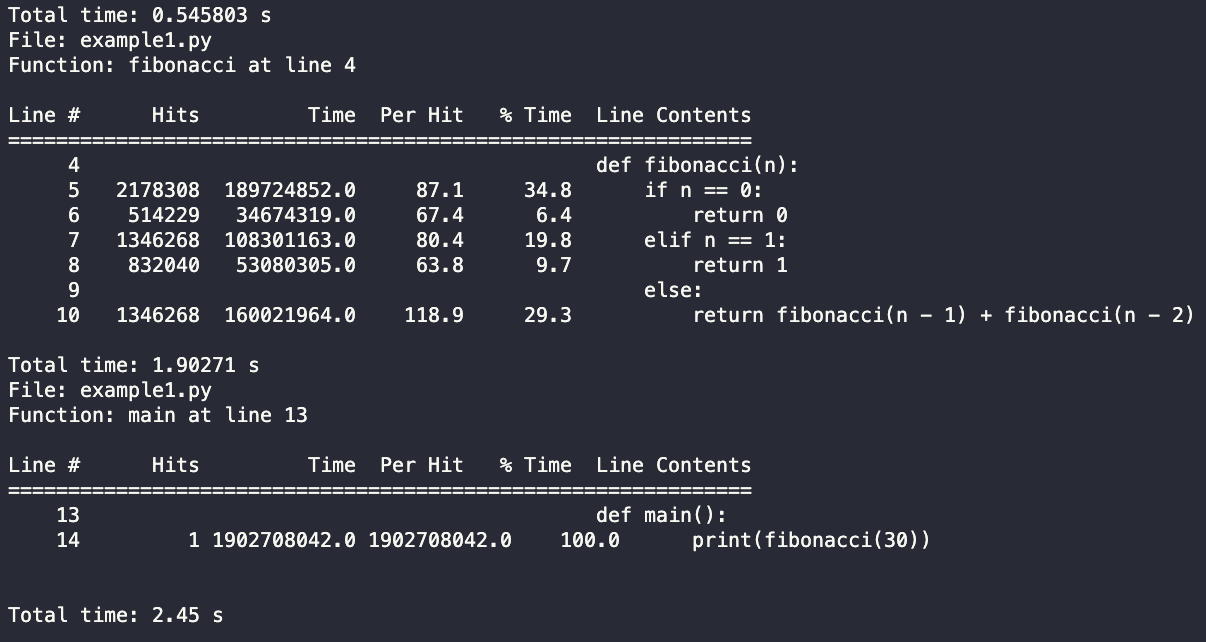 Total time: 0.545803 s
File: example1.py
Function: fibonacci at line 4

Line #      Hits         Time  Per Hit   % Time  Line Contents
==============================================================
     4                                           def fibonacci(n):
     5   2178308  189724852.0     87.1     34.8      if n == 0:
     6    514229   34674319.0     67.4      6.4          return 0
     7   1346268  108301163.0     80.4     19.8      elif n == 1:
     8    832040   53080305.0     63.8      9.7          return 1
     9                                               else:
    10   1346268  160021964.0    118.9     29.3          return fibonacci(n - 1) + fibonacci(n - 2)

Total time: 1.90271 s
File: example1.py
Function: main at line 13

Line #      Hits         Time  Per Hit   % Time  Line Contents
==============================================================
    13                                           def main():
    14         1 1902708042.0 1902708042.0    100.0      print(fibonacci(30))


Total time: 2.45 s